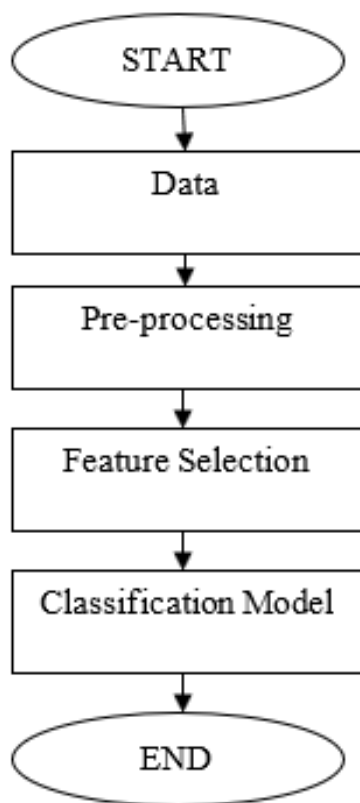 START
Data
Pre-processing
Feature Selection
Classification Model
END